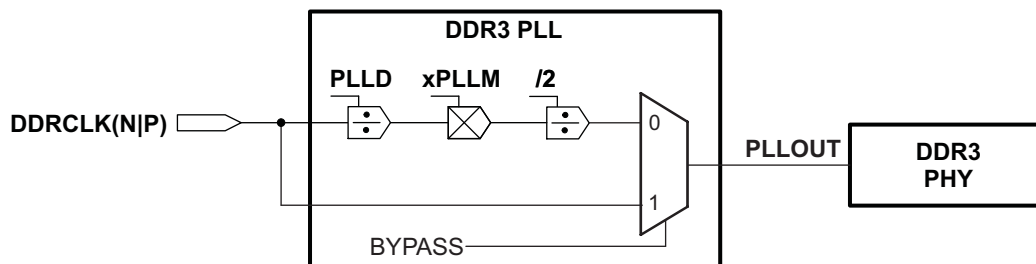 DDR3 PLL
PLLD
xPLLM
/2
DDRCLK(N|P)
0
PLLOUT
DDR3
PHY
1
BYPASS